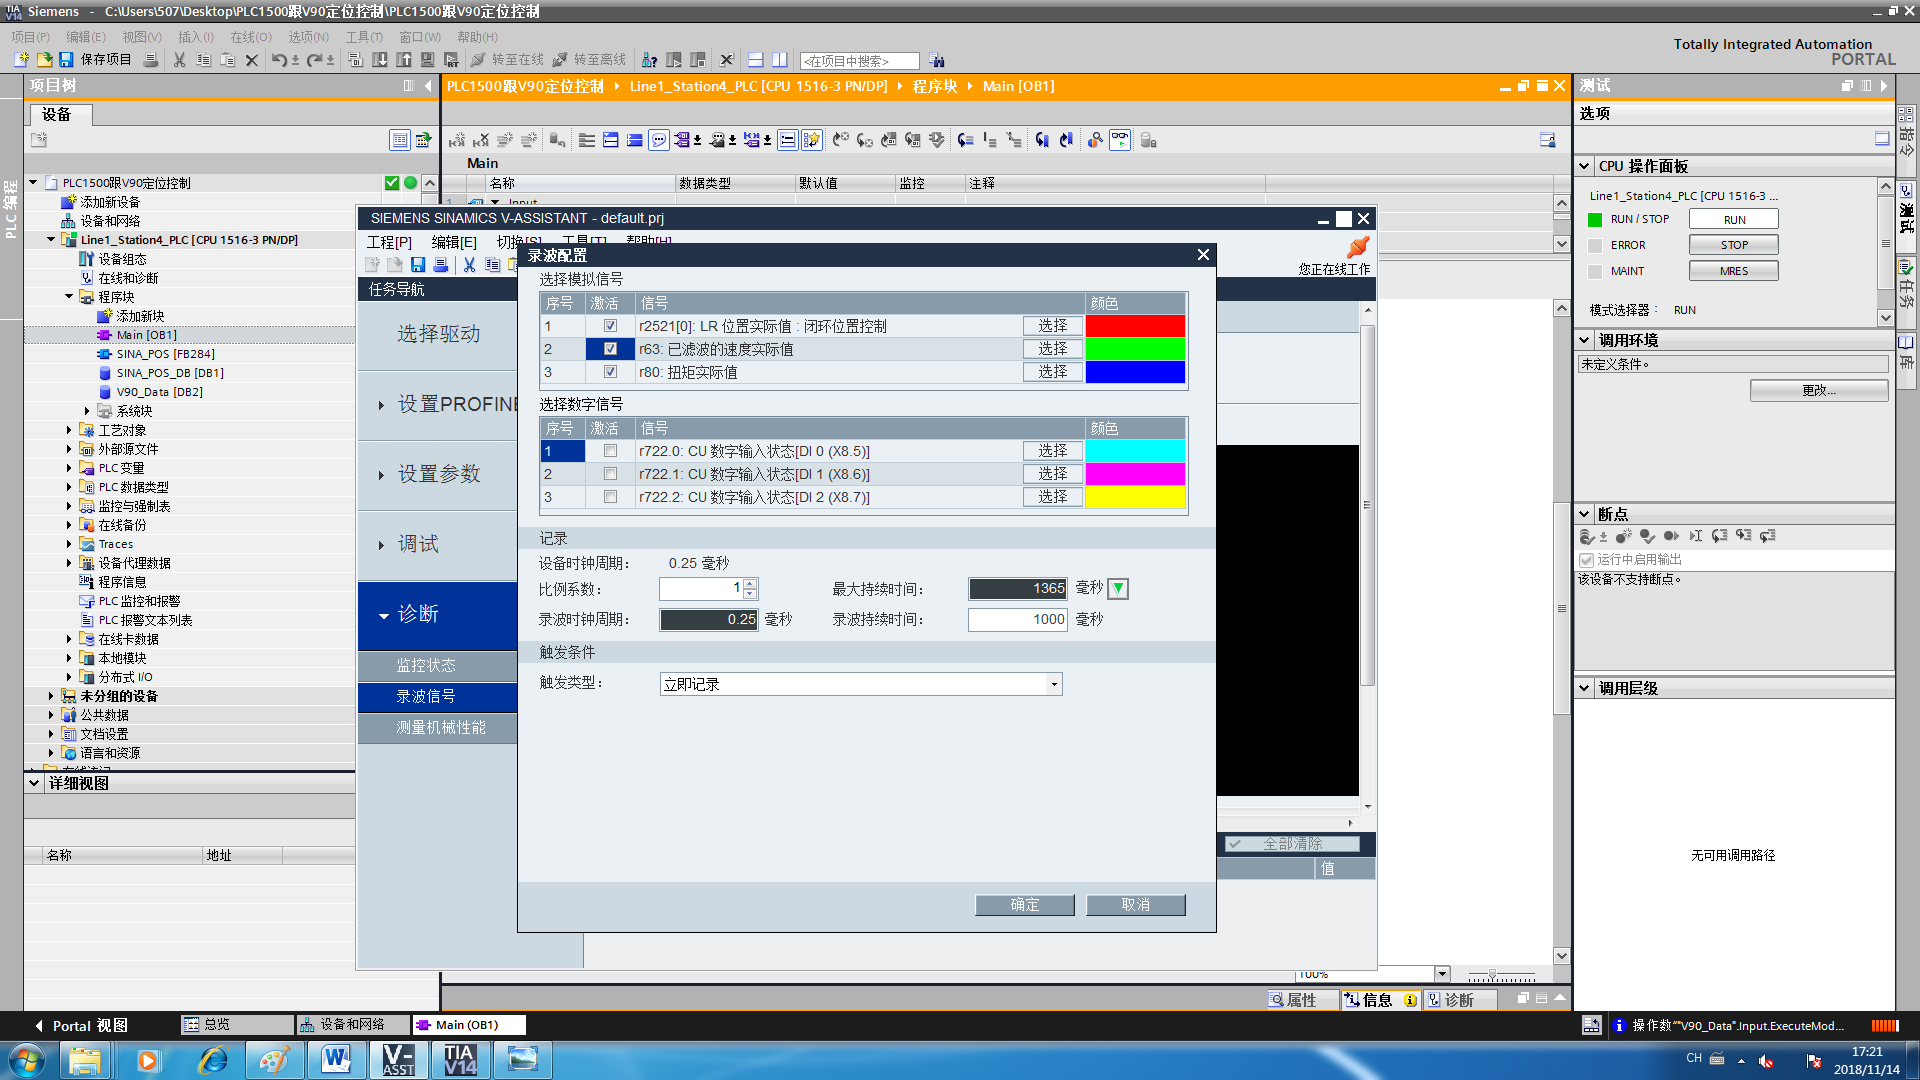 Siemens - C:\Users\507\Desktop\PLC1500跟V90定位控制\PLC1500跟V90定位控制
项目(P) 编辑(E) 视图(V) 插入(I) 在线(O) 选项(N) 工具(T) 窗口(W) 帮助(H)
Totally Integrated Automation
PORTAL
保存项目 转至在线 转至离线 <在项目中搜索>
项目树
PLC1500跟V90定位控制 Line1_Station4_PLC [CPU 1516-3 PN/DP] 程序块 Main [OB1]
测试
设备
选项
PLC 编程
Main
名称 数据类型 默认值 监控 注释
PLC1500跟V90定位控制
添加新设备
设备和网络
Line1_Station4_PLC [CPU 1516-3 PN/DP]
设备组态
在线和诊断
程序块
添加新块
Main [OB1]
SINA_POS [FB284]
SINA_POS_DB [DB1]
V90_Data [DB2]
系统块
工艺对象
外部源文件
PLC 变量
PLC 数据类型
监控与强制表
在线备份
Traces
设备代理数据
程序信息
PLC 监控和报警
PLC 报警文本列表
在线卡数据
本地模块
分布式 I/O
未分组的设备
公共数据
文档设置
语言和资源
详细视图
名称 地址
SIEMENS SINAMICS V-ASSISTANT - default.prj
工程[P] 编辑[E] 切换[S] 工具[T] 帮助[H]
您正在线工作
任务导航
选择驱动
设置PROFINE
设置参数
调试
诊断
监控状态
录波信号
测量机械性能
全部清除
值
录波配置
选择模拟信号
序号 激活 信号 颜色
1 r2521[0]: LR 位置实际值 : 闭环位置控制 选择
2 r63: 已滤波的速度实际值 选择
3 r80: 扭矩实际值 选择
选择数字信号
序号 激活 信号 颜色
1 r722.0: CU 数字输入状态[DI 0 (X8.5)] 选择
2 r722.1: CU 数字输入状态[DI 1 (X8.6)] 选择
3 r722.2: CU 数字输入状态[DI 2 (X8.7)] 选择
记录
设备时钟周期： 0.25 毫秒
比例系数： 1 最大持续时间： 1365 毫秒
录波时钟周期： 0.25 毫秒 录波持续时间： 1000 毫秒
触发条件
触发类型： 立即记录
确定 取消
CPU 操作面板
Line1_Station4_PLC [CPU 1516-3 ...
RUN / STOP RUN
ERROR STOP
MAINT MRES
模式选择器： RUN
调用环境
未定义条件。
更改...
断点
运行中启用输出
该设备不支持断点。
调用层级
无可用调用路径
指令
测试
任务
库
100%
属性 信息 诊断
Portal 视图 总览 设备和网络 Main (OB1)
操作数“"V90_Data".Input.ExecuteMod...
V-ASST
TIA V14
CH
17:21
2018/11/14